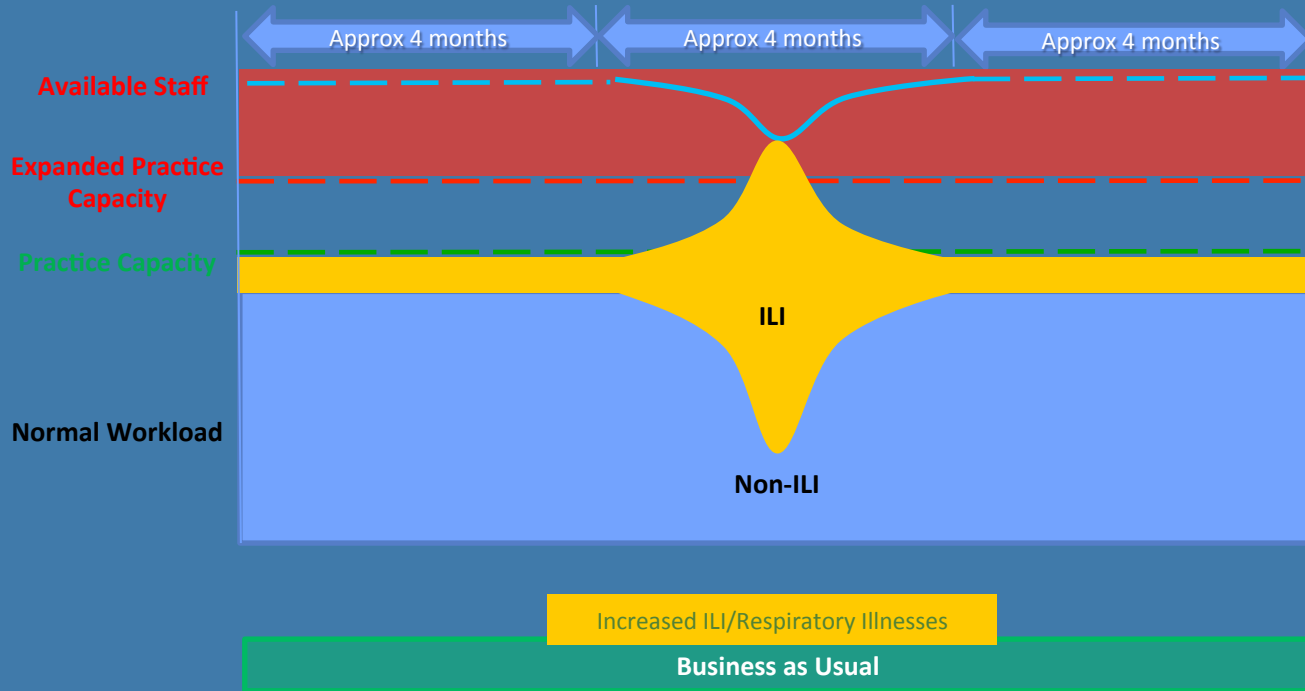 Approx 4 months
Approx 4 months
Approx 4 months
Available Staff
Expanded Practice
Capacity
Practice Capacity
ILI
Normal Workload
Non-ILI
Increased ILI/Respiratory Illnesses
Business as Usual